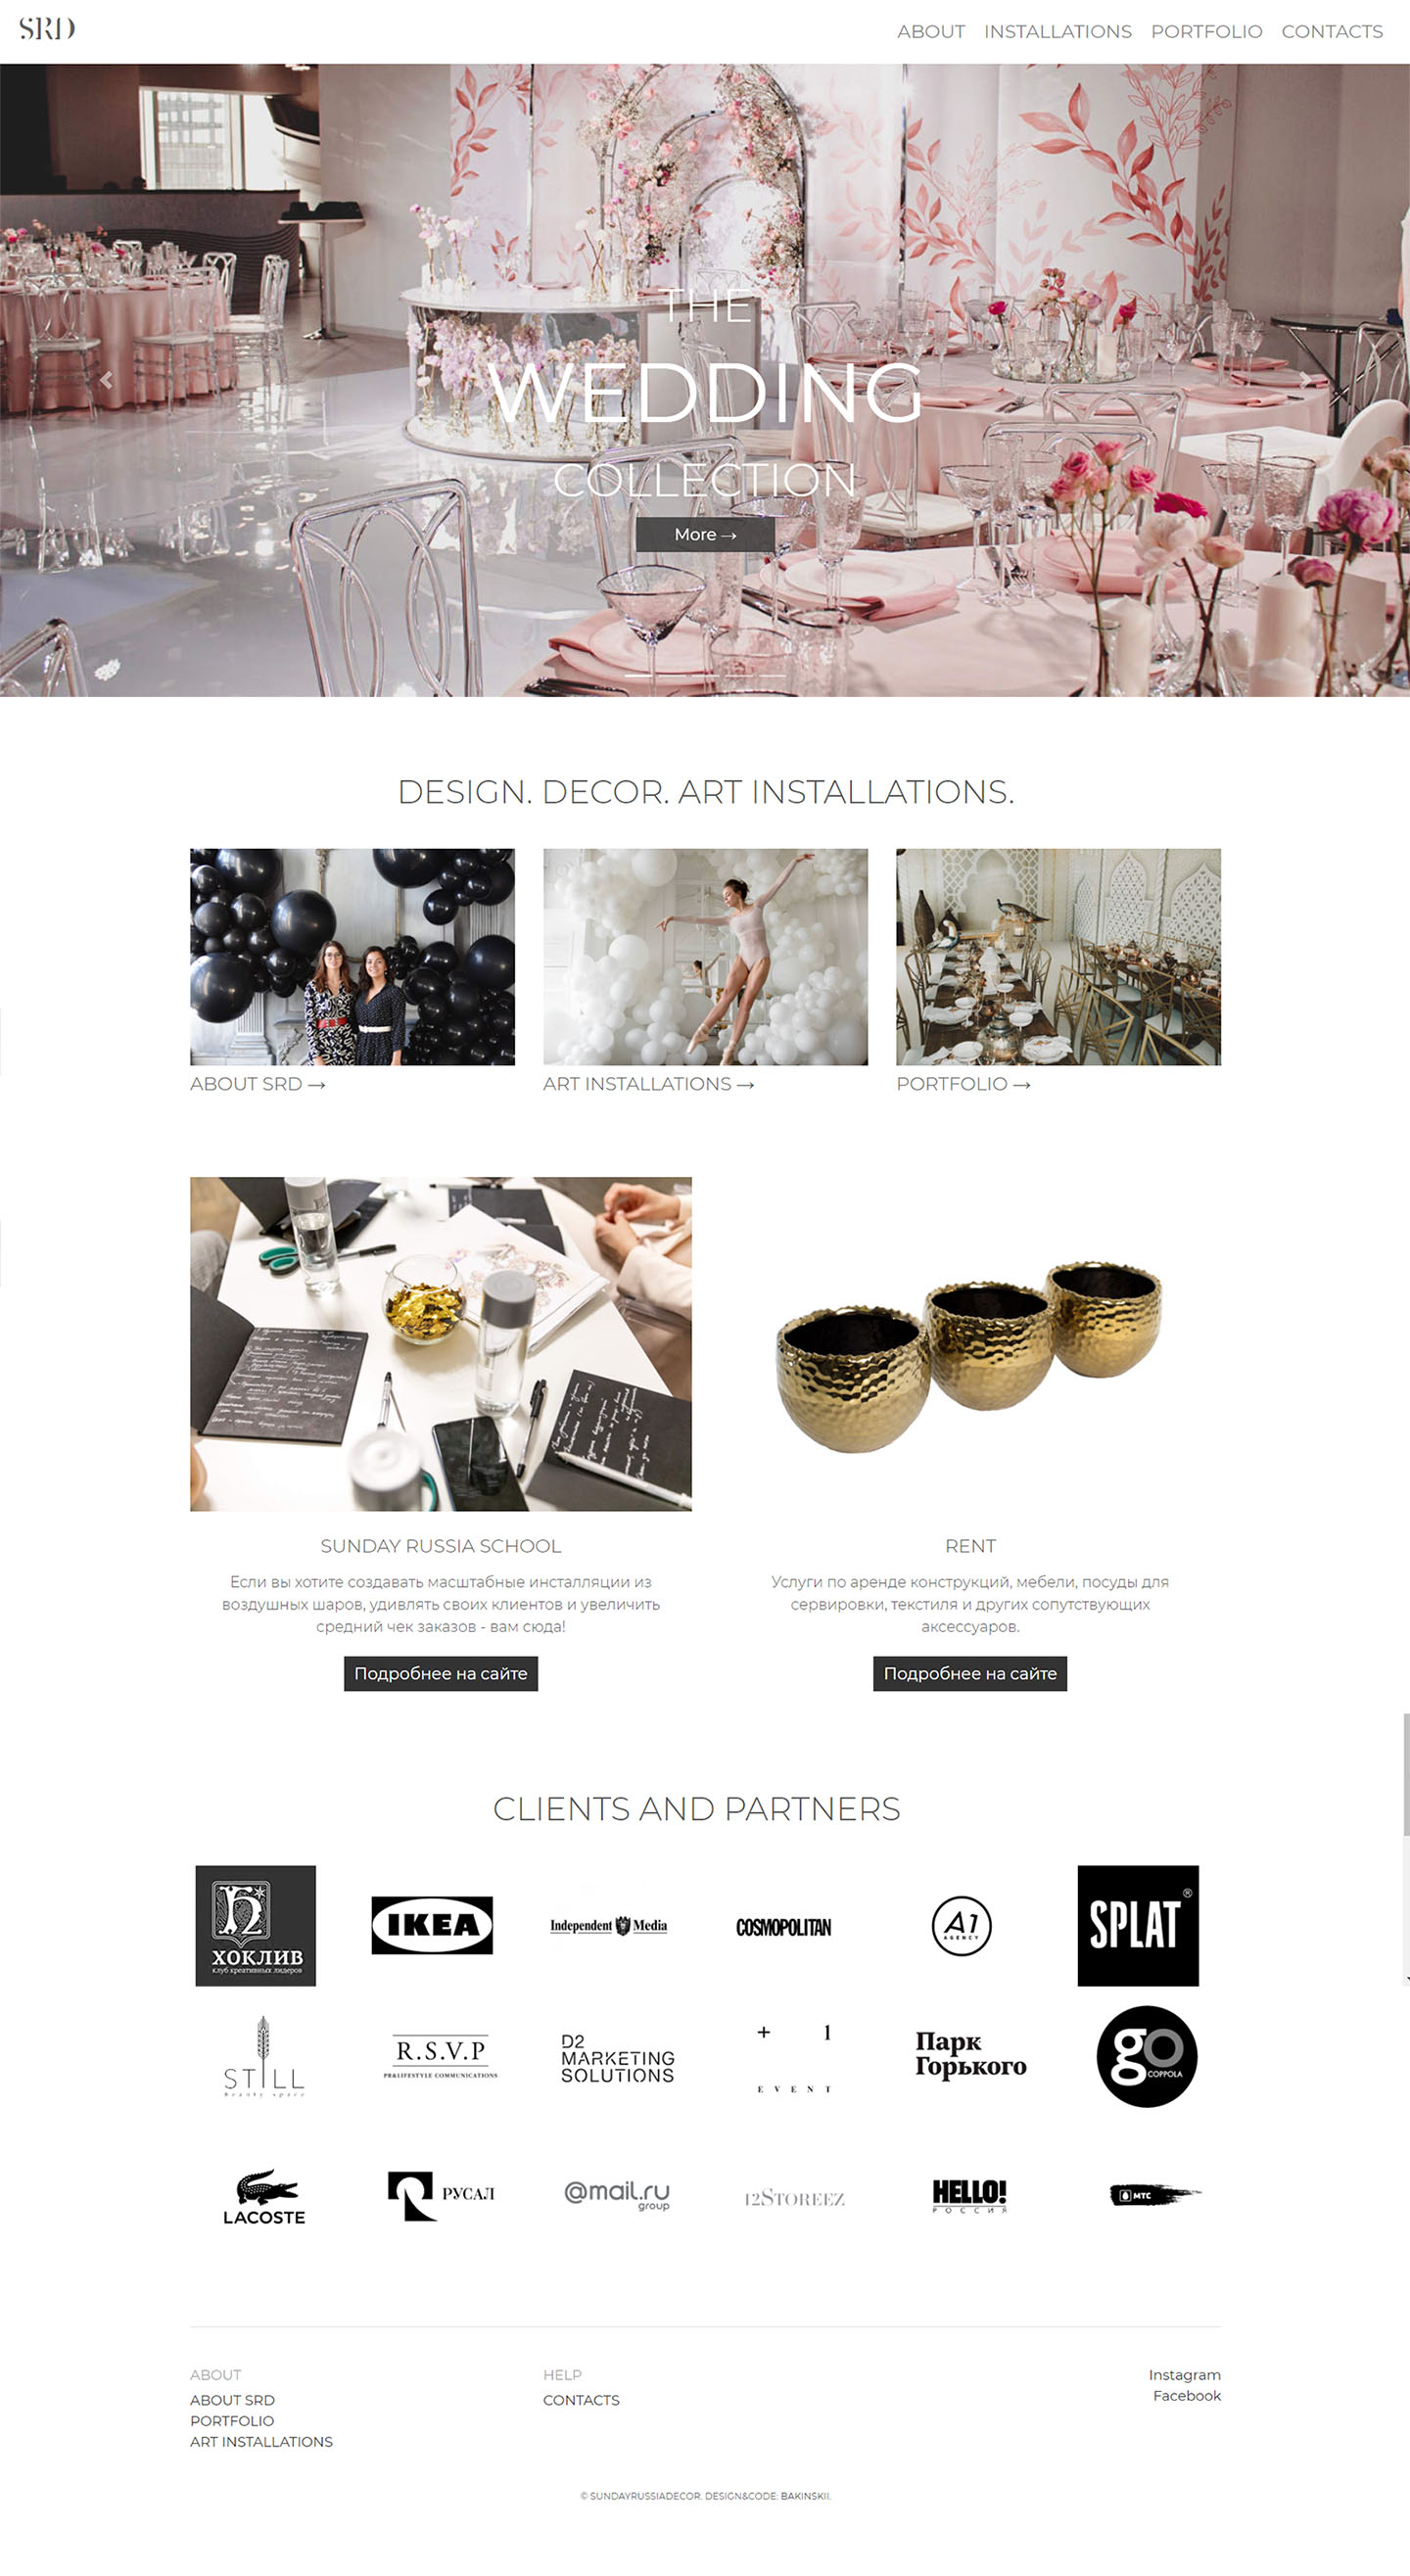 SRD
ABOUT INSTALLATIONS PORTFOLIO CONTACTS
THE
WEDDING
COLLECTION
More →
DESIGN. DECOR. ART INSTALLATIONS.
ABOUT SRD →
ART INSTALLATIONS →
PORTFOLIO →
SUNDAY RUSSIA SCHOOL
Если вы хотите создавать масштабные инсталляции из
воздушных шаров, удивлять своих клиентов и увеличить
средний чек заказов - вам сюда!
Подробнее на сайте
RENT
Услуги по аренде конструкций, мебели, посуды для
сервировки, текстиля и других сопутствующих
аксессуаров.
Подробнее на сайте
CLIENTS AND PARTNERS
ХОКЛИВ
клуб креативных лидеров
IKEA
Independent Media
COSMOPOLITAN
A1
AGENCY
SPLAT®
STILL
Beauty space
R.S.V.P
PR&LIFESTYLE COMMUNICATIONS
D2
MARKETING
SOLUTIONS
+ 1
EVENT
Парк
Горького
go
COPPOLA
LACOSTE
РУСАЛ
@mail.ru
group
12STOREEZ
HELLO!
РОССИЯ
МТС
ABOUT
ABOUT SRD
PORTFOLIO
ART INSTALLATIONS
HELP
CONTACTS
Instagram
Facebook
© SUNDAYRUSSIADECOR. DESIGN&CODE: BAKINSKII.